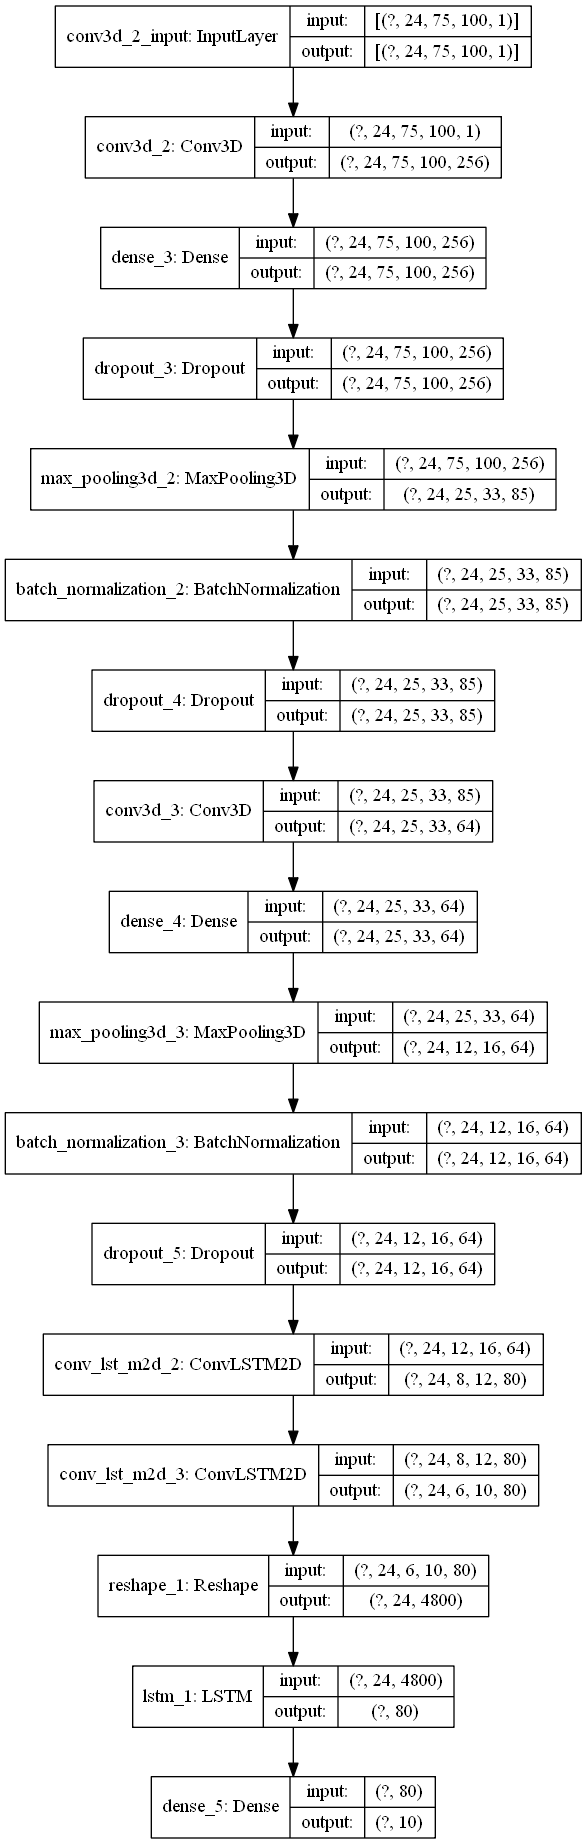 conv3d_2_input: InputLayer
input: [(?, 24, 75, 100, 1)]
output: [(?, 24, 75, 100, 1)]
conv3d_2: Conv3D
input: (?, 24, 75, 100, 1)
output: (?, 24, 75, 100, 256)
dense_3: Dense
input: (?, 24, 75, 100, 256)
output: (?, 24, 75, 100, 256)
dropout_3: Dropout
input: (?, 24, 75, 100, 256)
output: (?, 24, 75, 100, 256)
max_pooling3d_2: MaxPooling3D
input: (?, 24, 75, 100, 256)
output: (?, 24, 25, 33, 85)
batch_normalization_2: BatchNormalization
input: (?, 24, 25, 33, 85)
output: (?, 24, 25, 33, 85)
dropout_4: Dropout
input: (?, 24, 25, 33, 85)
output: (?, 24, 25, 33, 85)
conv3d_3: Conv3D
input: (?, 24, 25, 33, 85)
output: (?, 24, 25, 33, 64)
dense_4: Dense
input: (?, 24, 25, 33, 64)
output: (?, 24, 25, 33, 64)
max_pooling3d_3: MaxPooling3D
input: (?, 24, 25, 33, 64)
output: (?, 24, 12, 16, 64)
batch_normalization_3: BatchNormalization
input: (?, 24, 12, 16, 64)
output: (?, 24, 12, 16, 64)
dropout_5: Dropout
input: (?, 24, 12, 16, 64)
output: (?, 24, 12, 16, 64)
conv_lst_m2d_2: ConvLSTM2D
input: (?, 24, 12, 16, 64)
output: (?, 24, 8, 12, 80)
conv_lst_m2d_3: ConvLSTM2D
input: (?, 24, 8, 12, 80)
output: (?, 24, 6, 10, 80)
reshape_1: Reshape
input: (?, 24, 6, 10, 80)
output: (?, 24, 4800)
lstm_1: LSTM
input: (?, 24, 4800)
output: (?, 80)
dense_5: Dense
input: (?, 80)
output: (?, 10)